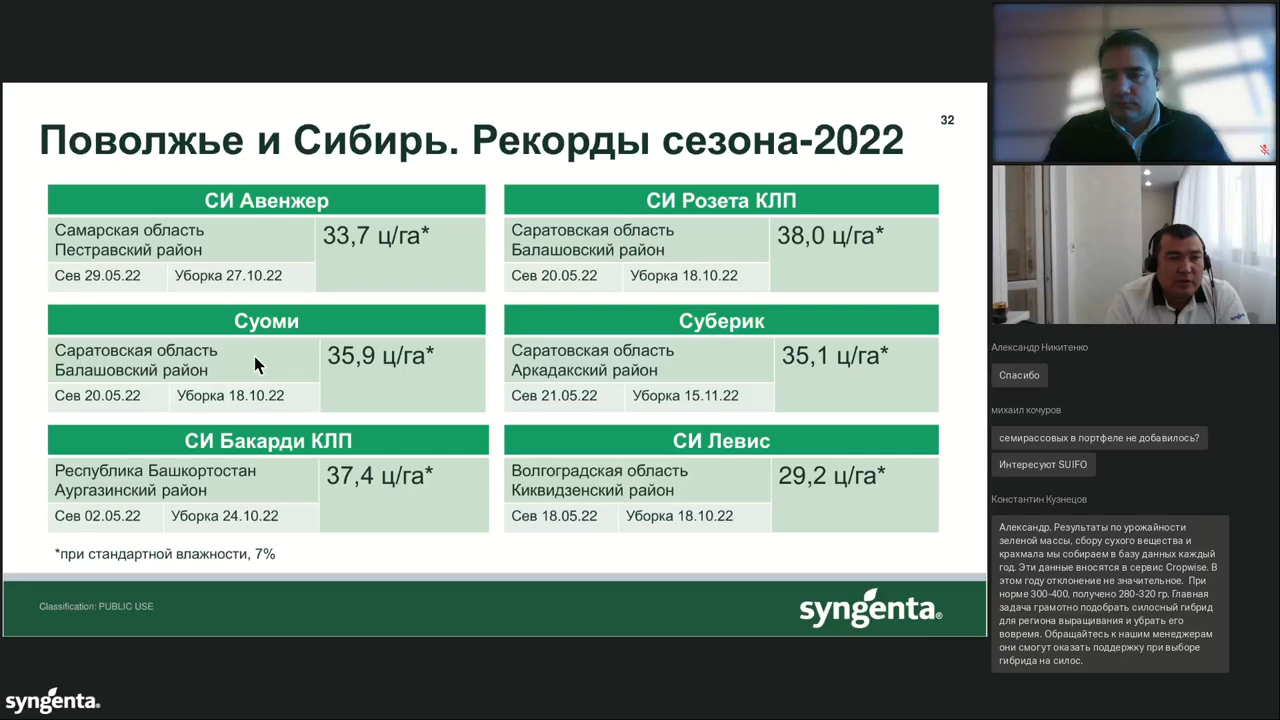 32
Поволжье и Сибирь. Рекорды сезона-2022
СИ Авенжер
Самарская область
Пестравский район
33,7 ц/га*
Сев 29.05.22
Уборка 27.10.22
СИ Розета КЛП
Саратовская область
Балашовский район
38,0 ц/га*
Сев 20.05.22
Уборка 18.10.22
Суоми
Саратовская область
Балашовский район
35,9 ц/га*
Сев 20.05.22
Уборка 18.10.22
Суберик
Саратовская область
Аркадакский район
35,1 ц/га*
Сев 21.05.22
Уборка 15.11.22
СИ Бакарди КЛП
Республика Башкортостан
Аургазинский район
37,4 ц/га*
Сев 02.05.22
Уборка 24.10.22
СИ Левис
Волгоградская область
Киквидзенский район
29,2 ц/га*
Сев 18.05.22
Уборка 18.10.22
*при стандартной влажности, 7%
Classification: PUBLIC USE
syngenta®
syngenta.
syngenta
Александр Никитенко
Спасибо
михаил кочуров
семирассовых в портфеле не добавилось?
Интересуют SUIFO
Константин Кузнецов
Александр. Результаты по урожайности
зеленой массы, сбору сухого вещества и
крахмала мы собираем в базу данных каждый
год. Эти данные вносятся в сервис Cropwise. В
этом году отклонение не значительное. При
норме 300-400, получено 280-320 гр. Главная
задача грамотно подобрать силосный гибрид
для региона выращивания и убрать его
вовремя. Обращайтесь к нашим менеджерам
они смогут оказать поддержку при выборе
гибрида на силос.